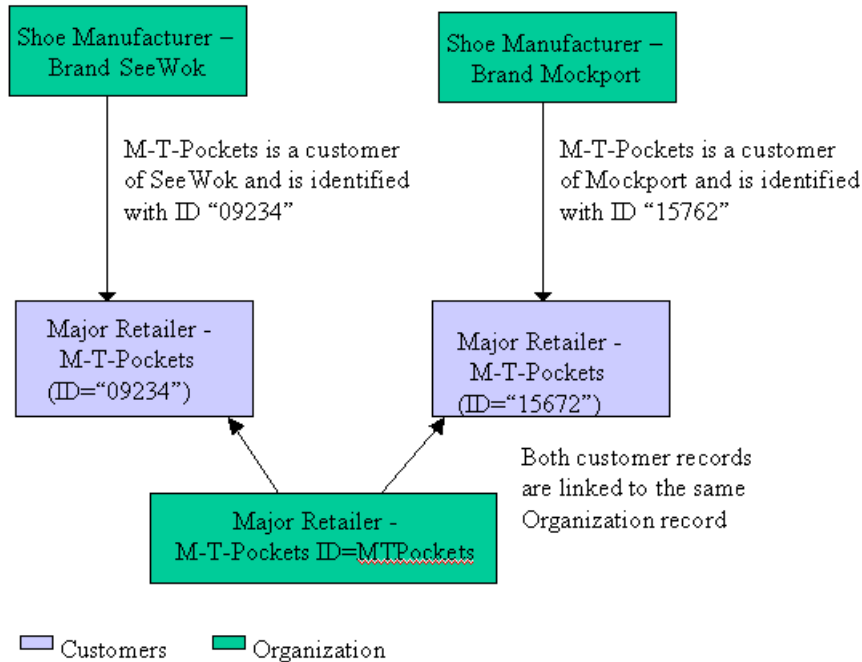 Shoe Manufacturer –
Brand SeeWok
Shoe Manufacturer –
Brand Mockport
M-T-Pockets is a customer
of SeeWok and is identified
with ID “09234”
M-T-Pockets is a customer
of Mockport and is identified
with ID “15762”
Major Retailer -
M-T-Pockets
(ID=“09234”)
Major Retailer -
M-T-Pockets
(ID=“15672”)
Both customer records
are linked to the same
Organization record
Major Retailer -
M-T-Pockets ID=MTPockets
Customers
Organization